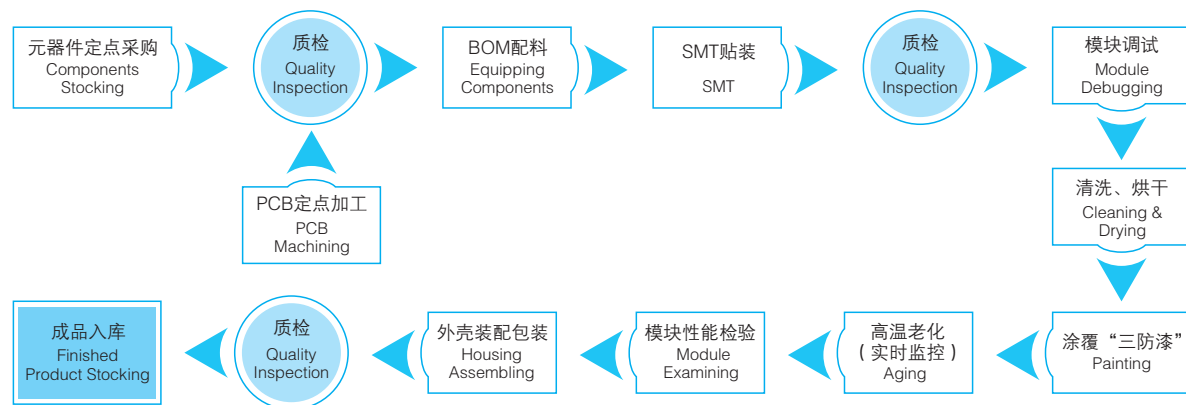 元器件定点采购
Components
Stocking
质检
Quality
Inspection
BOM配料
Equipping
Components
SMT贴装
SMT
质检
Quality
Inspection
模块调试
Module
Debugging
PCB定点加工
PCB
Machining
清洗、烘干
Cleaning &
Drying
成品入库
Finished
Product Stocking
质检
Quality
Inspection
外壳装配包装
Housing
Assembling
模块性能检验
Module
Examining
高温老化
(实时监控)
Aging
涂覆“三防漆”
Painting